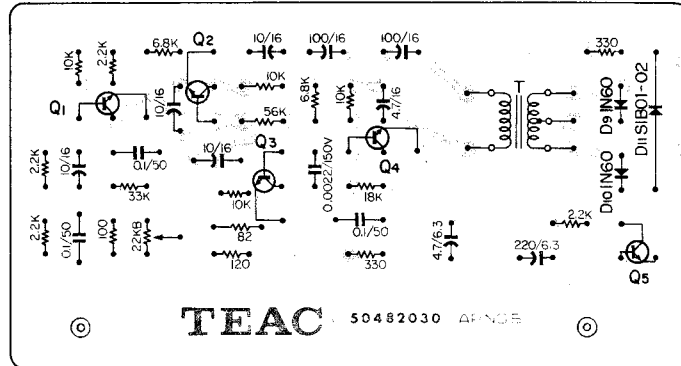 10/16 100/16 100/16
6.8K Q2 330
10K 2.2K
10K
Q1 10/16 6.8K 10K 4.7/16 T D9 1N60 D11 SIB01-02
56K
Q3
10/16 Q4
2.2K 10/16 0.1/50 0.0022/150V D10 1N60
33K 10K 18K
2.2K 0.1/50 100 22KB 82 0.1/50 4.7/6.3 2.2K
120 330 220/6.3 Q5
TEAC 50482030